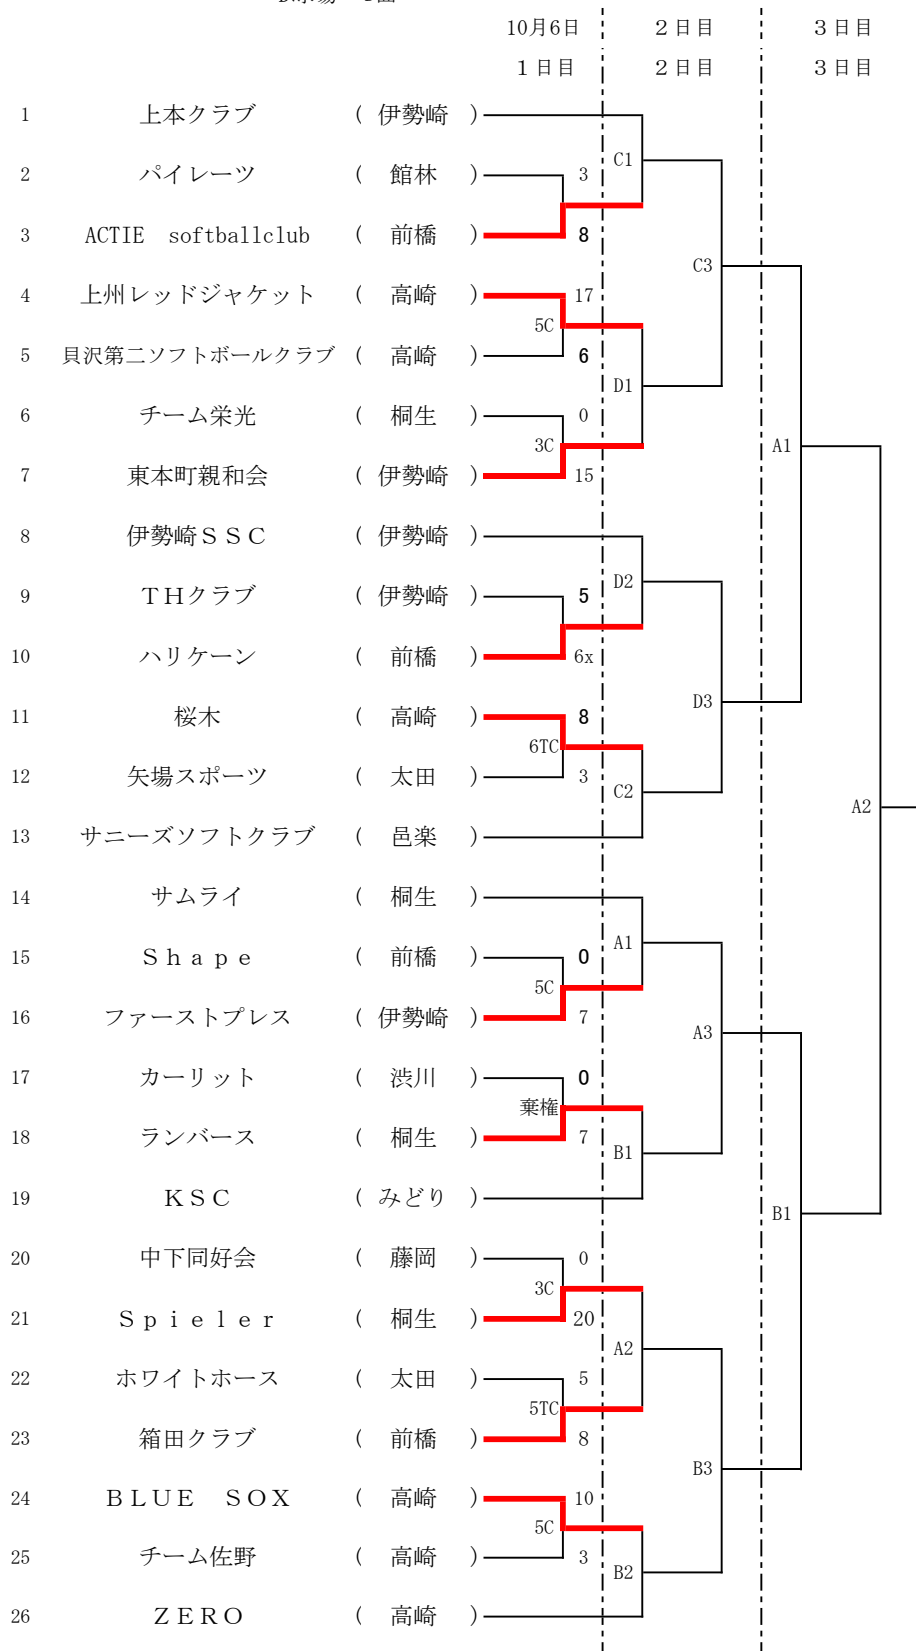 10月6日 ２日目 ３日目
１日目 ２日目 ３日目
1 上本クラブ ( 伊勢崎 )
C1
2 パイレーツ ( 館林 ) 3
3 ACTIE softballclub ( 前橋 ) 8
C3
4 上州レッドジャケット ( 高崎 ) 17
5C
5 貝沢第二ソフトボールクラブ ( 高崎 ) 6
D1
6 チーム栄光 ( 桐生 ) 0
3C A1
7 東本町親和会 ( 伊勢崎 ) 15
8 伊勢崎ＳＳＣ ( 伊勢崎 )
D2
9 ＴＨクラブ ( 伊勢崎 ) 5
10 ハリケーン ( 前橋 ) 6x
D3
11 桜木 ( 高崎 ) 8
6TC
12 矢場スポーツ ( 太田 ) 3
C2
A2
13 サニーズソフトクラブ ( 邑楽 )
14 サムライ ( 桐生 )
A1
15 Ｓｈａｐｅ ( 前橋 ) 0
5C
16 ファーストプレス ( 伊勢崎 ) 7
A3
17 カーリット ( 渋川 ) 0
棄権
18 ランバース ( 桐生 ) 7
B1
19 ＫＳＣ ( みどり )
B1
20 中下同好会 ( 藤岡 ) 0
3C
21 Ｓｐｉｅｌｅｒ ( 桐生 ) 20
A2
22 ホワイトホース ( 太田 ) 5
5TC
23 箱田クラブ ( 前橋 ) 8
B3
24 ＢＬＵＥ ＳＯＸ ( 高崎 ) 10
5C
25 チーム佐野 ( 高崎 ) 3
B2
26 ＺＥＲＯ ( 高崎 )